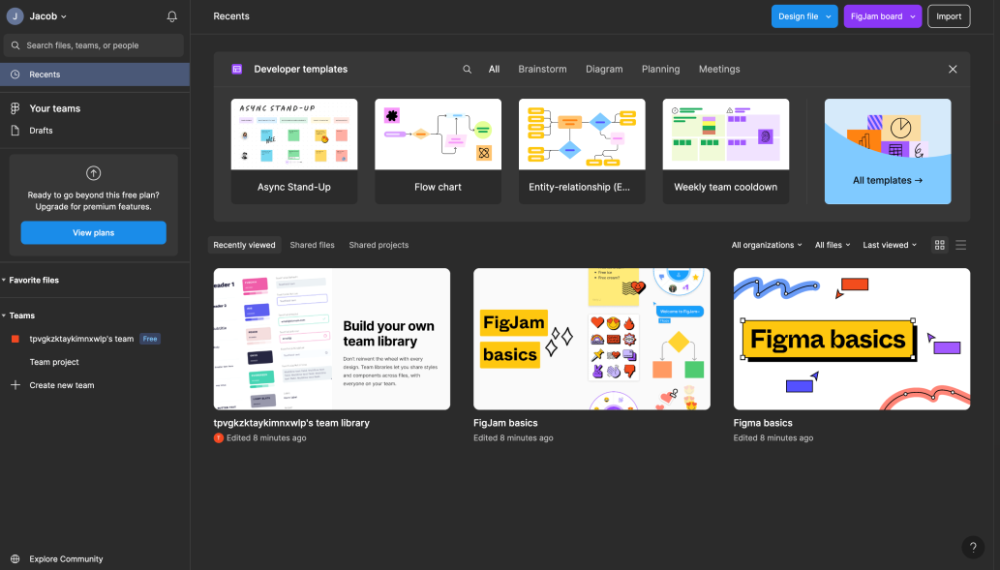 J Jacob
Search files, teams, or people
Recents
Your teams
Drafts
Ready to go beyond this free plan?
Upgrade for premium features.
View plans
Favorite files
Teams
tpvgkzktaykimnxwlp's team Free
Team project
Create new team
Explore Community
Recents
Design file
FigJam board
Import
Developer templates
All
Brainstorm
Diagram
Planning
Meetings
ASYNC STAND-UP
Async Stand-Up
Flow chart
Entity-relationship (E...
Weekly team cooldown
All templates →
Recently viewed
Shared files
Shared projects
All organizations
All files
Last viewed
eader 1
Build your own
team library
Don't reinvent the wheel with every
design. Team libraries let you share styles
and components across files, with
everyone on your team.
tpvgkzktaykimnxwlp's team library
T Edited 8 minutes ago
FigJam
basics
Welcome to FigJam
FigJam basics
Edited 8 minutes ago
Figma basics
Figma basics
Edited 8 minutes ago
?